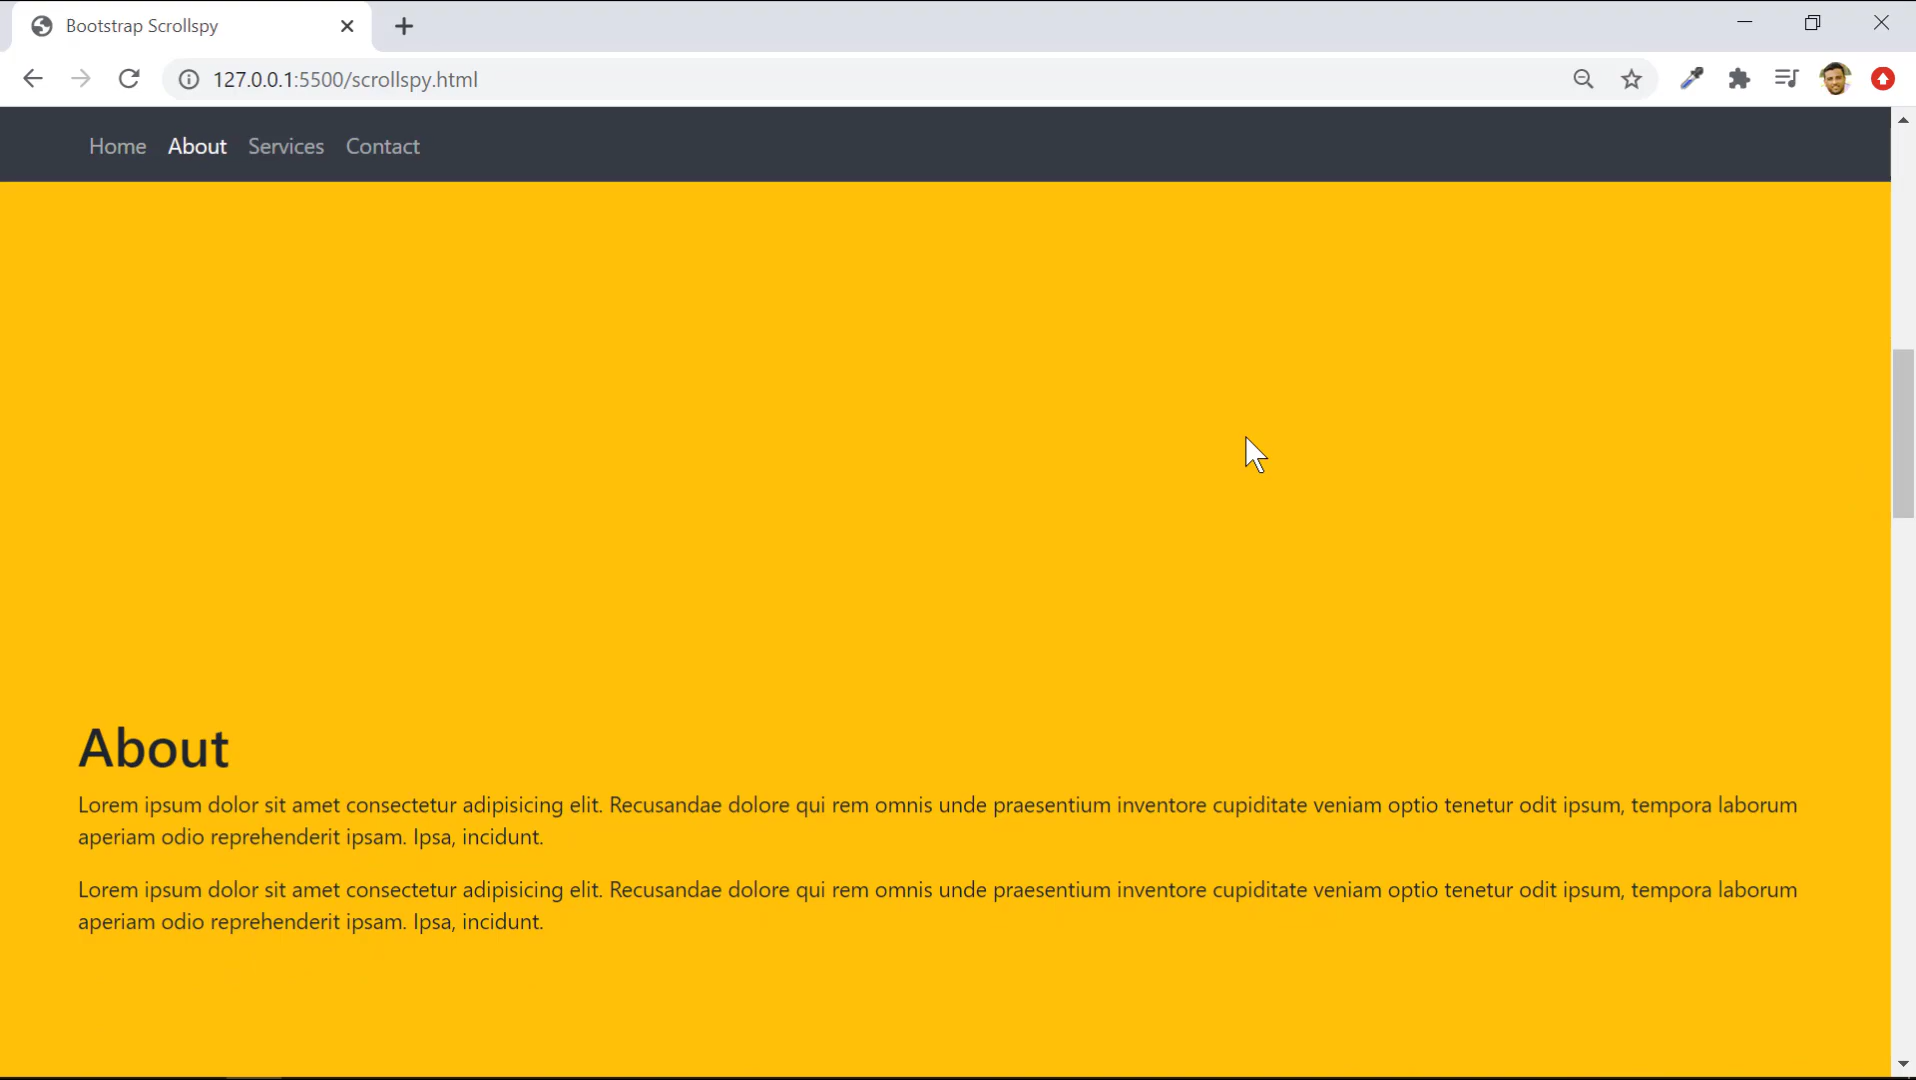 Bootstrap Scrollspy
127.0.0.1:5500/scrollspy.html
Home About Services Contact
About
Lorem ipsum dolor sit amet consectetur adipisicing elit. Recusandae dolore qui rem omnis unde praesentium inventore cupiditate veniam optio tenetur odit ipsum, tempora laborum
aperiam odio reprehenderit ipsam. Ipsa, incidunt.
Lorem ipsum dolor sit amet consectetur adipisicing elit. Recusandae dolore qui rem omnis unde praesentium inventore cupiditate veniam optio tenetur odit ipsum, tempora laborum
aperiam odio reprehenderit ipsam. Ipsa, incidunt.